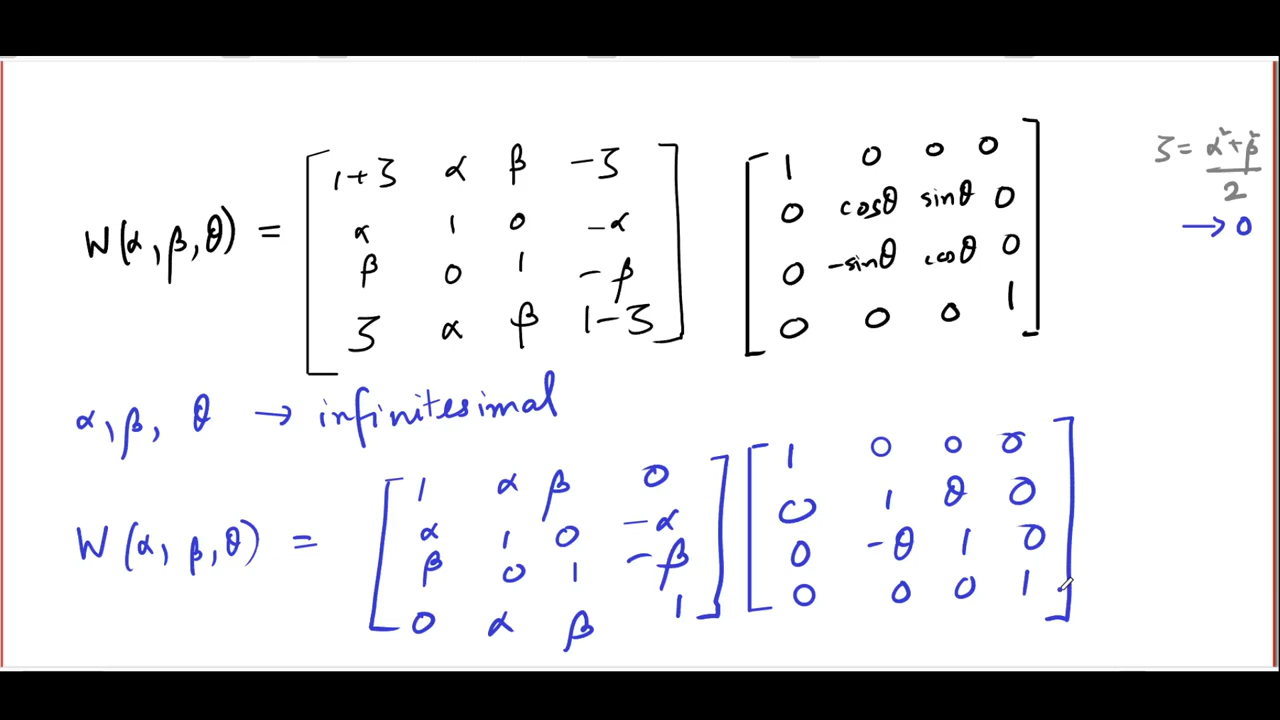 W(α, β, θ) = [1+ζ α β −ζ; α 1 0 −α; β 0 1 −β; ζ α β 1−ζ] [1 0 0 0; 0 cosθ sinθ 0; 0 −sinθ cosθ 0; 0 0 0 1]
ζ = (α² + β²)/2
→ 0
α, β, θ → infinitesimal
W(α, β, θ) = [1 α β 0; α 1 0 −α; β 0 1 −β; 0 α β 1] [1 0 0 0; 0 1 θ 0; 0 −θ 1 0; 0 0 0 1]